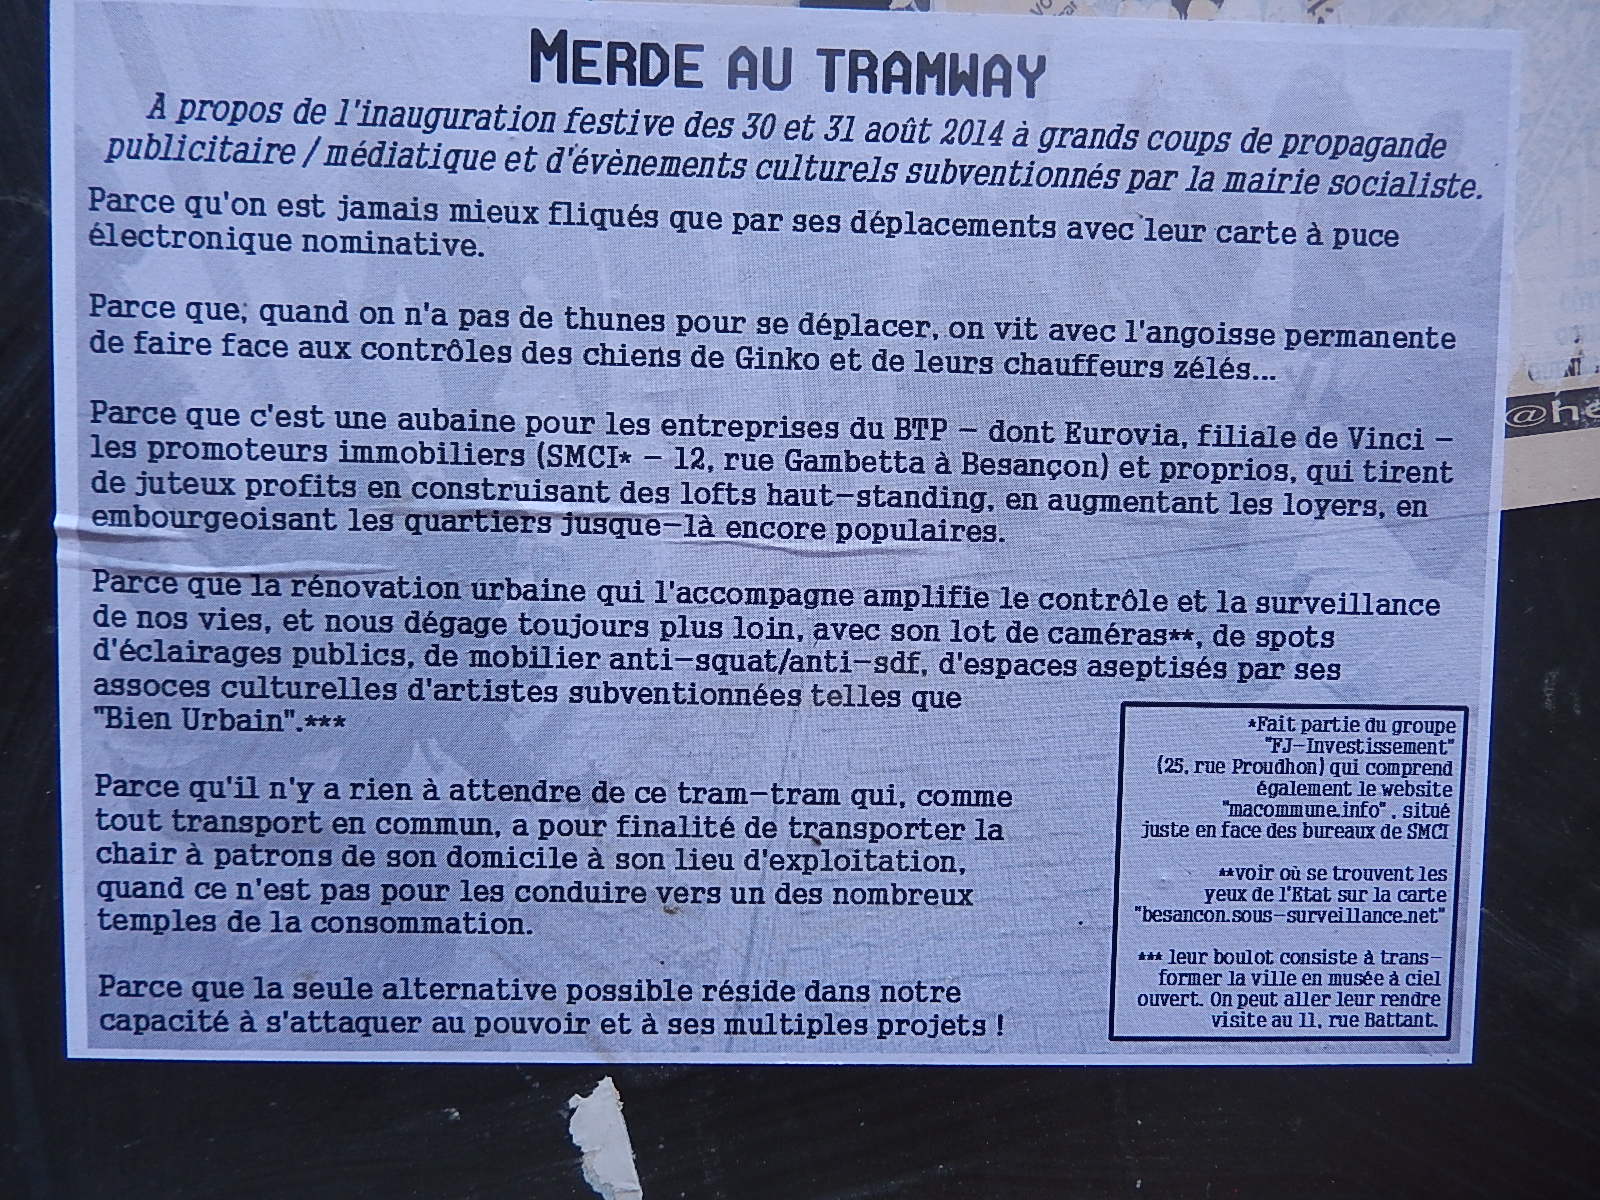 MERDE AU TRAMWAY
A propos de l'inauguration festive des 30 et 31 août 2014 à grands coups de propagande
publicitaire / médiatique et d'évènements culturels subventionnés par la mairie socialiste.
Parce qu'on est jamais mieux fliqués que par ses déplacements avec leur carte à puce
électronique nominative.
Parce que; quand on n'a pas de thunes pour se déplacer, on vit avec l'angoisse permanente
de faire face aux contrôles des chiens de Ginko et de leurs chauffeurs zélés...
Parce que c'est une aubaine pour les entreprises du BTP – dont Eurovia, filiale de Vinci –
les promoteurs immobiliers (SMCI* – 12, rue Gambetta à Besançon) et proprios, qui tirent
de juteux profits en construisant des lofts haut-standing, en augmentant les loyers, en
embourgeoisant les quartiers jusque-là encore populaires.
Parce que la rénovation urbaine qui l'accompagne amplifie le contrôle et la surveillance
de nos vies, et nous dégage toujours plus loin, avec son lot de caméras**, de spots
d'éclairages publics, de mobilier anti-squat/anti-sdf, d'espaces aseptisés par ses
assoces culturelles d'artistes subventionnées telles que
"Bien Urbain".***
Parce qu'il n'y a rien à attendre de ce tram-tram qui, comme
tout transport en commun, a pour finalité de transporter la
chair à patrons de son domicile à son lieu d'exploitation,
quand ce n'est pas pour les conduire vers un des nombreux
temples de la consommation.
Parce que la seule alternative possible réside dans notre
capacité à s'attaquer au pouvoir et à ses multiples projets !
*Fait partie du groupe
"FJ-Investissement"
(25, rue Proudhon) qui comprend
également le website
"macommune.info" , situé
juste en face des bureaux de SMCI
**voir où se trouvent les
yeux de l'Etat sur la carte
"besancon.sous-surveillance.net"
*** leur boulot consiste à trans-
former la ville en musée à ciel
ouvert. On peut aller leur rendre
visite au 11, rue Battant.
@he